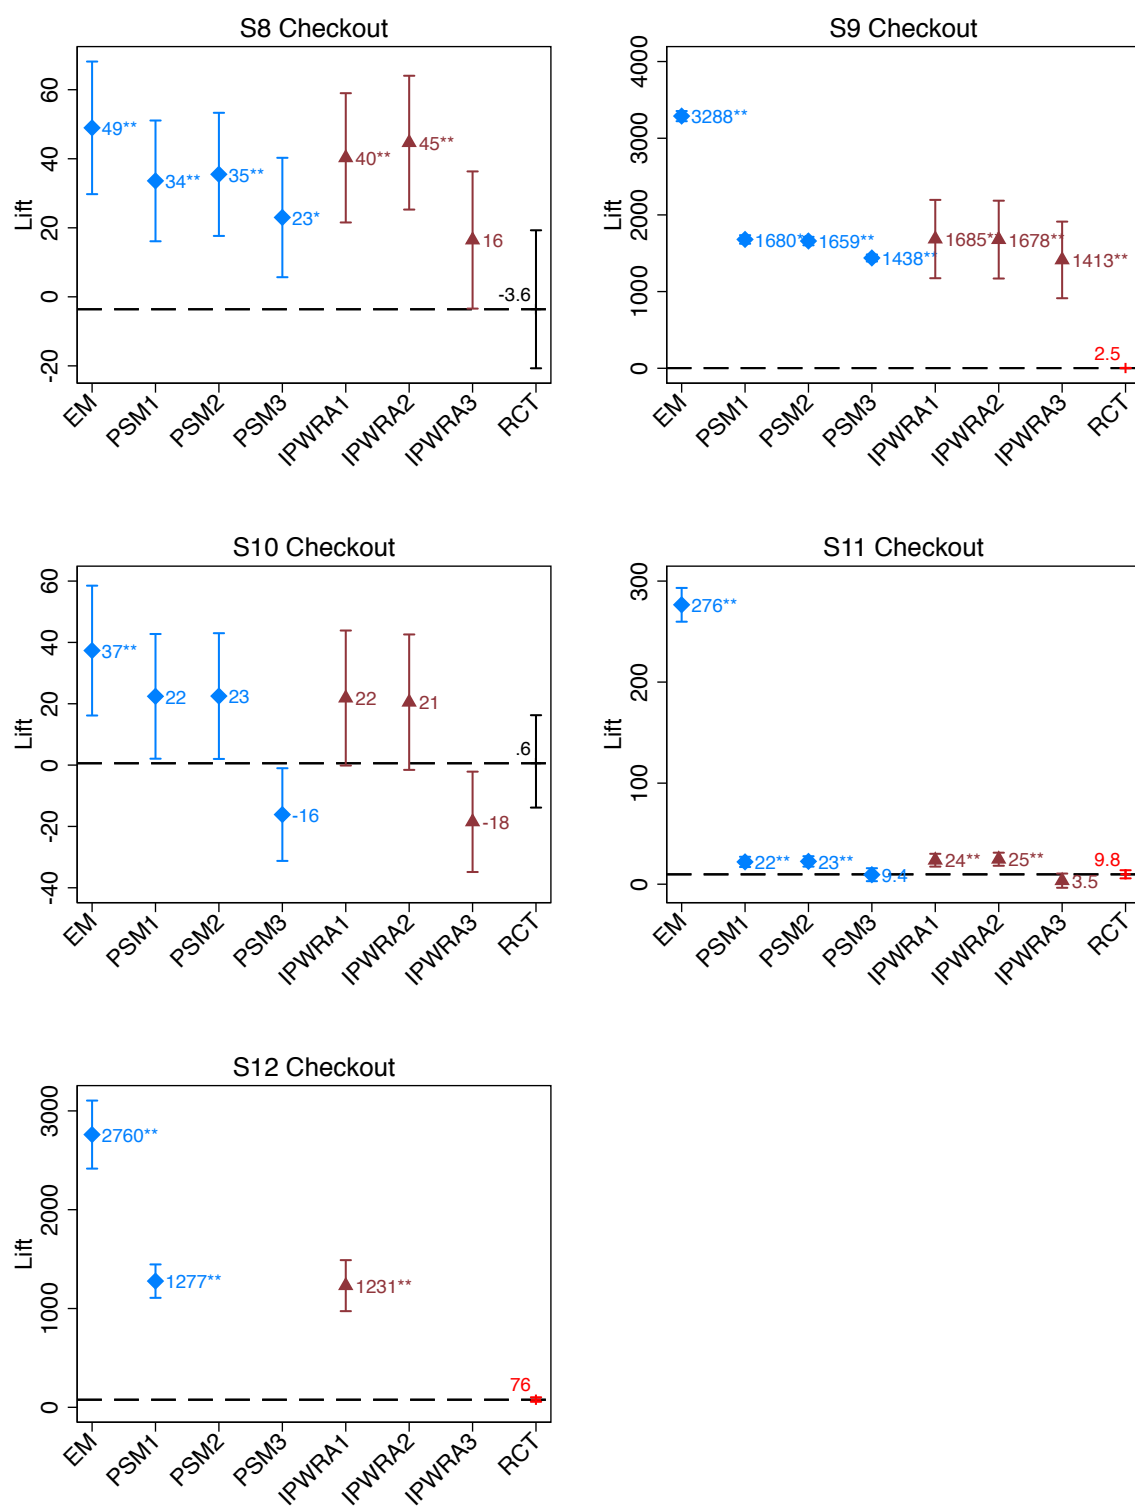 S8 Checkout
Lift
60
40
20
0
-20
49**
34**
35**
23*
40**
45**
16
-3.6
EM
PSM1
PSM2
PSM3
IPWRA1
IPWRA2
IPWRA3
RCT
S9 Checkout
Lift
4000
3000
2000
1000
0
3288**
1680**
1659**
1438**
1685**
1678**
1413**
2.5
EM
PSM1
PSM2
PSM3
IPWRA1
IPWRA2
IPWRA3
RCT
S10 Checkout
Lift
60
40
20
0
-20
-40
37**
22
23
-16
22
21
-18
.6
EM
PSM1
PSM2
PSM3
IPWRA1
IPWRA2
IPWRA3
RCT
S11 Checkout
Lift
300
200
100
0
276**
22**
23**
9.4
24**
25**
3.5
9.8
EM
PSM1
PSM2
PSM3
IPWRA1
IPWRA2
IPWRA3
RCT
S12 Checkout
Lift
3000
2000
1000
0
2760**
1277**
1231**
76
EM
PSM1
PSM2
PSM3
IPWRA1
IPWRA2
IPWRA3
RCT